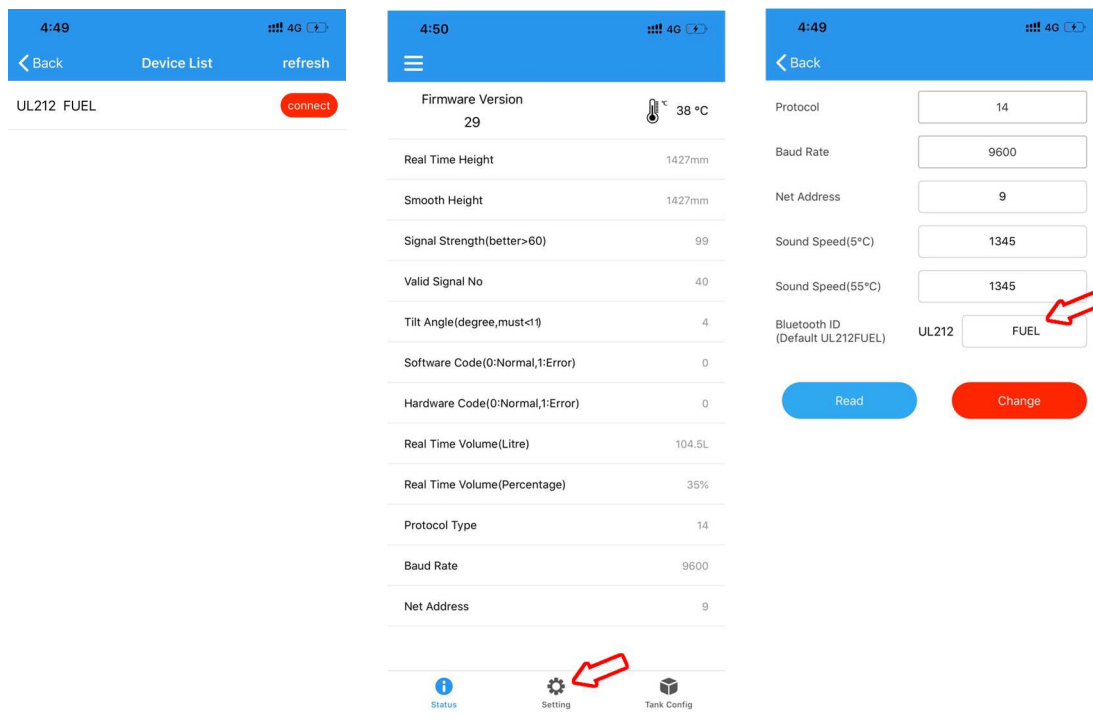 4:49 4G
Back Device List refresh
UL212 FUEL connect
4:50 4G
Firmware Version
29
℃ 38 °C
Real Time Height 1427mm
Smooth Height 1427mm
Signal Strength(better>60) 99
Valid Signal No 40
Tilt Angle(degree,must<11) 4
Software Code(0:Normal,1:Error) 0
Hardware Code(0:Normal,1:Error) 0
Real Time Volume(Litre) 104.5L
Real Time Volume(Percentage) 35%
Protocol Type 14
Baud Rate 9600
Net Address 9
Status Setting Tank Config
4:49 4G
Back
Protocol 14
Baud Rate 9600
Net Address 9
Sound Speed(5°C) 1345
Sound Speed(55°C) 1345
Bluetooth ID
(Default UL212FUEL) UL212 FUEL
Read Change